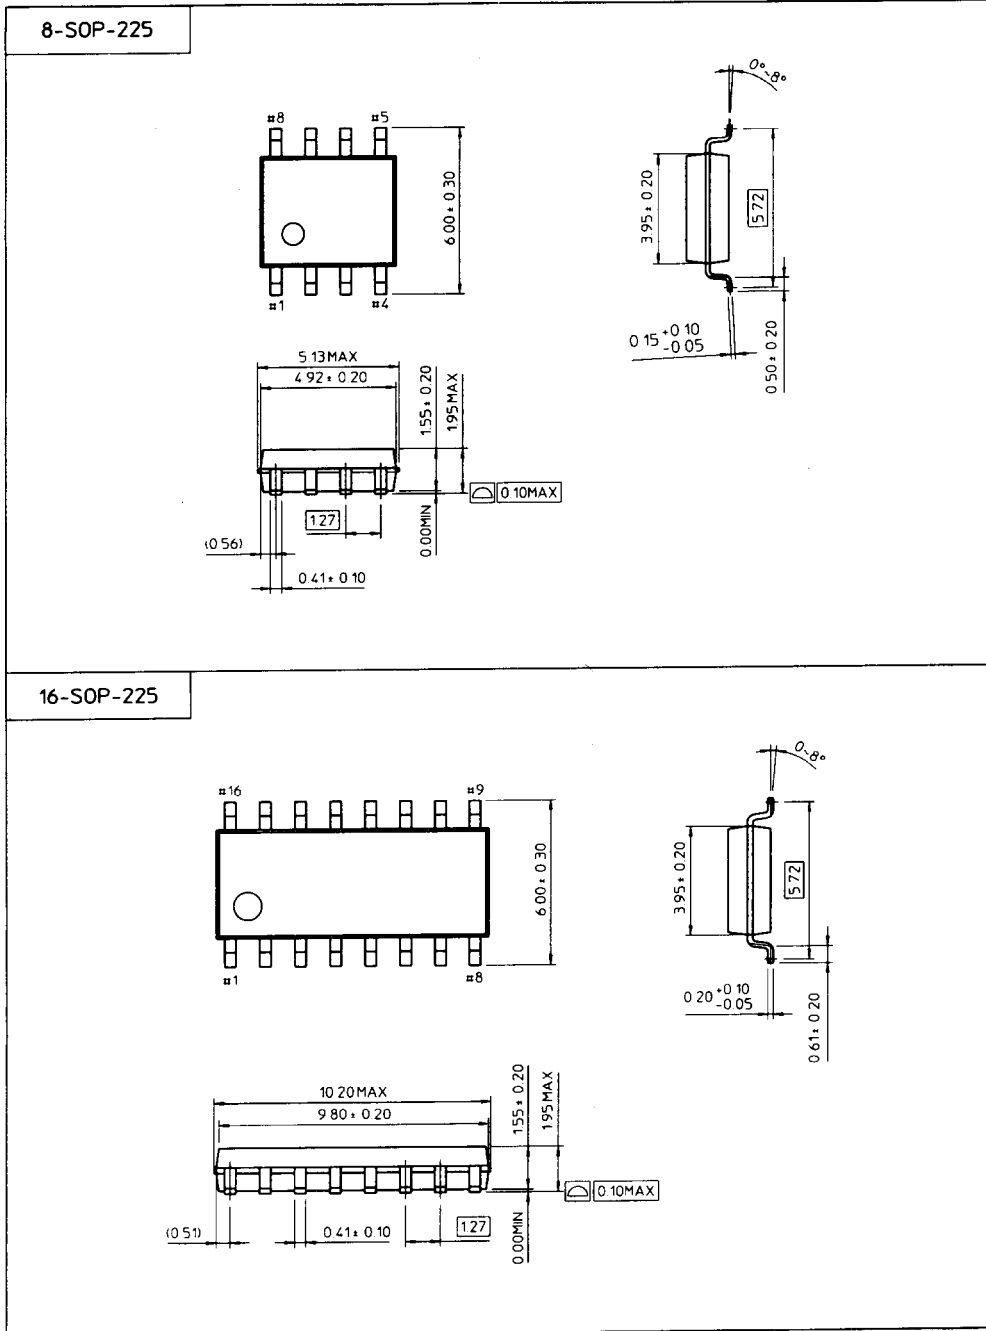 8-SOP-225
0°~8°
#8
#5
6.00± 0.30
3.95± 0.20
5.72
#1
#4
0.15 +0.10 -0.05
0.50± 0.20
5.13MAX
4.92± 0.20
1.55± 0.20
1.95MAX
0.10MAX
1.27
0.00MIN
(0.56)
0.41± 0.10
16-SOP-225
0~8°
#16
#9
6.00± 0.30
3.95± 0.20
5.72
#1
#8
0.20 +0.10 -0.05
0.61± 0.20
10.20MAX
9.80± 0.20
1.55± 0.20
1.95MAX
0.10MAX
(0.51)
0.41± 0.10
1.27
0.00MIN